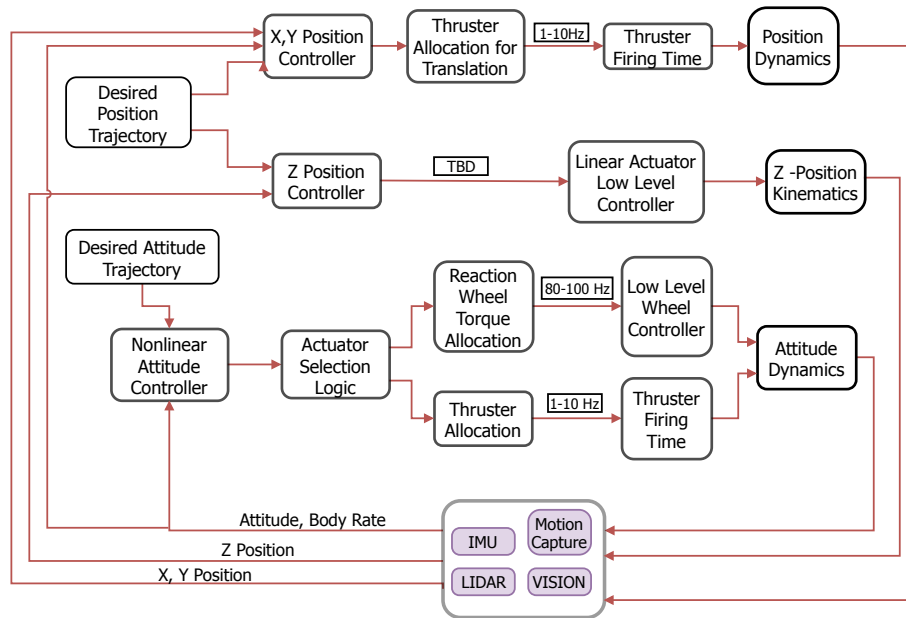 X,Y Position
Controller
Thruster
Allocation for
Translation
1-10Hz
Thruster
Firing Time
Position
Dynamics
Desired
Position
Trajectory
Z Position
Controller
TBD
Linear Actuator
Low Level
Controller
Z -Position
Kinematics
Desired Attitude
Trajectory
Nonlinear
Attitude
Controller
Actuator
Selection
Logic
Reaction
Wheel
Torque
Allocation
80-100 Hz
Low Level
Wheel
Controller
Attitude
Dynamics
Thruster
Allocation
1-10 Hz
Thruster
Firing
Time
Attitude, Body Rate
Z Position
X, Y Position
IMU
Motion
Capture
LIDAR
VISION